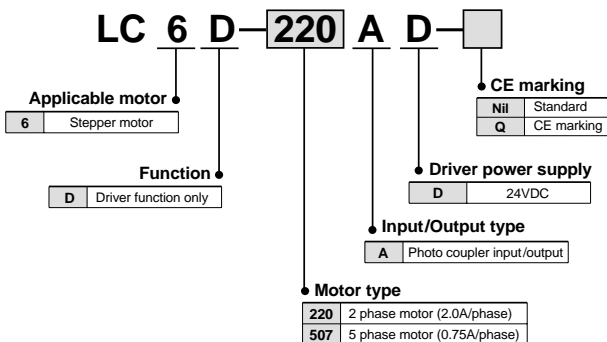 LC 6 D-220 A D-
CE marking
Nil Standard
Q CE marking
Applicable motor
6 Stepper motor
Function
D Driver function only
Driver power supply
D 24VDC
Input/Output type
A Photo coupler input/output
Motor type
220 2 phase motor (2.0A/phase)
507 5 phase motor (0.75A/phase)